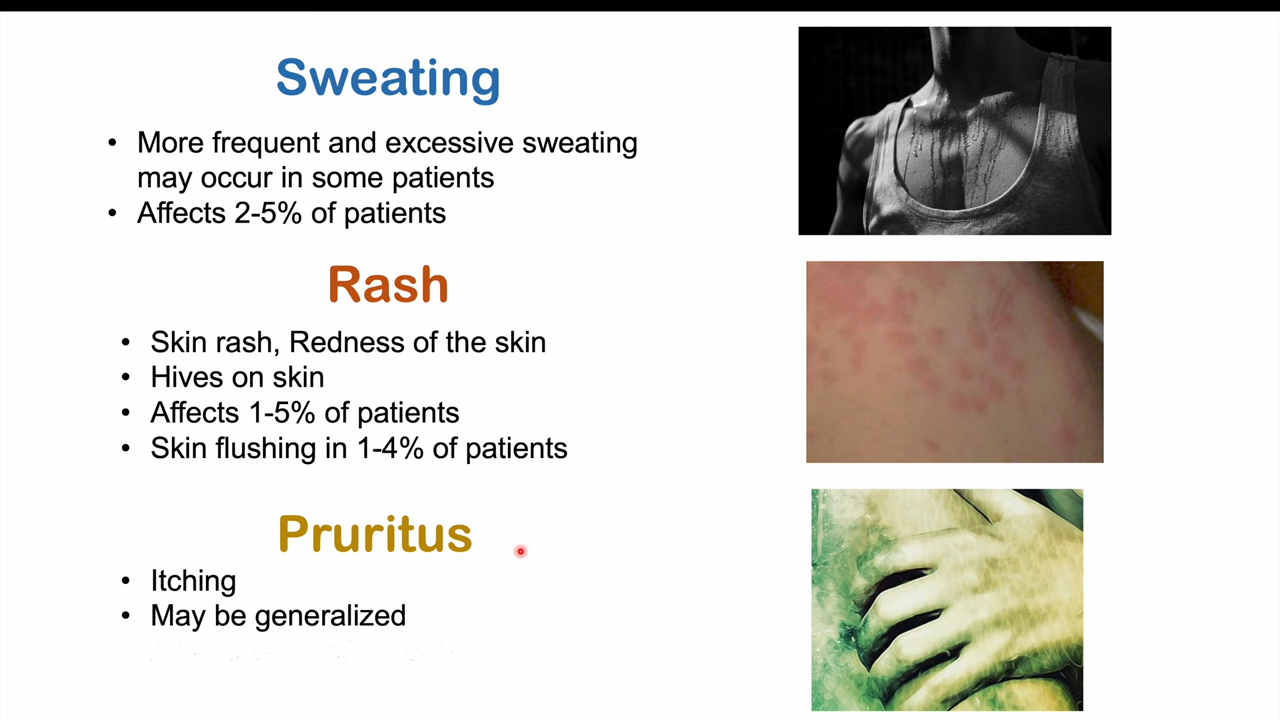 Sweating
• More frequent and excessive sweating
may occur in some patients
• Affects 2-5% of patients
Rash
• Skin rash, Redness of the skin
• Hives on skin
• Affects 1-5% of patients
• Skin flushing in 1-4% of patients
Pruritus
• Itching
• May be generalized